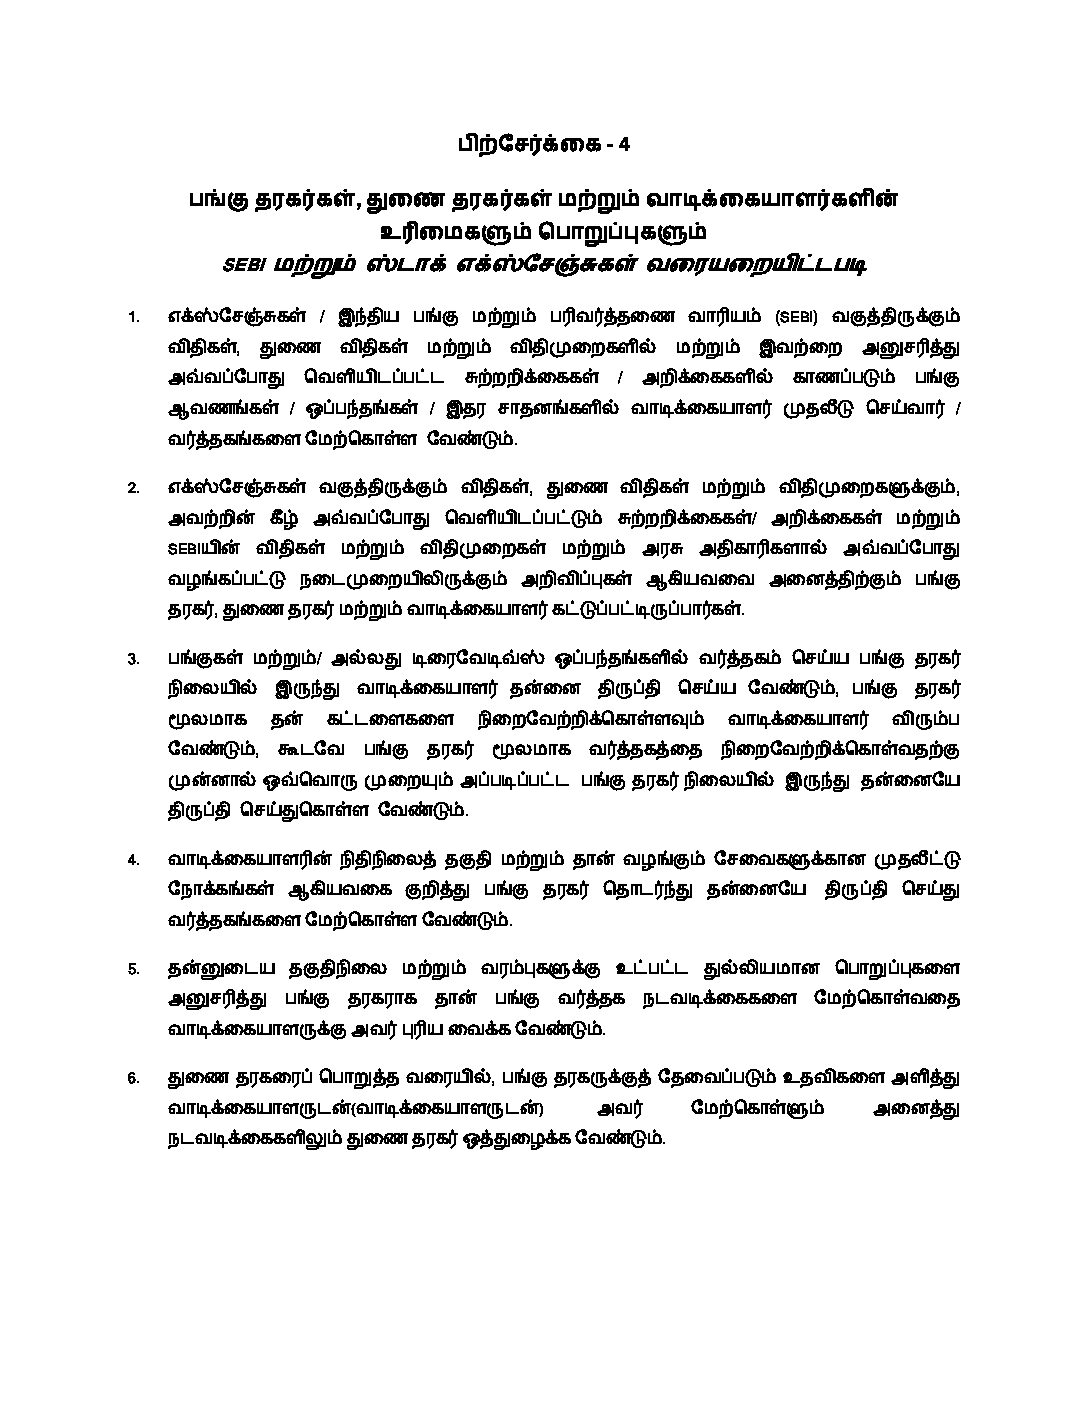 பிற்சேர்க்கை - 4
பங்கு தரகர்கள், துணை தரகர்கள் மற்றும் வாடிக்கையாளர்களின்
உரிமைகளும் பொறுப்புகளும்
SEBI மற்றும் ஸ்டாக் எக்ஸ்சேஞ்சுகள் வரையறையிட்டபடி
1. எக்ஸ்சேஞ்சுகள் / இந்திய பங்கு மற்றும் பரிவர்த்தணை வாரியம் (SEBI) வகுத்திருக்கும்
விதிகள், துணை விதிகள் மற்றும் விதிமுறைகளில் மற்றும் இவற்றை அனுசரித்து
அவ்வப்போது வெளியிடப்பட்ட சுற்றறிக்கைகள் / அறிக்கைகளில் காணப்படும் பங்கு
ஆவணங்கள் / ஒப்பந்தங்கள் / இதர சாதனங்களில் வாடிக்கையாளர் முதலீடு செய்வார் /
வர்த்தகங்களை மேற்கொள்ள வேண்டும்.
2. எக்ஸ்சேஞ்சுகள் வகுத்திருக்கும் விதிகள், துணை விதிகள் மற்றும் விதிமுறைகளுக்கும்,
அவற்றின் கீழ் அவ்வப்போது வெளியிடப்பட்டும் சுற்றறிக்கைகள்/ அறிக்கைகள் மற்றும்
SEBIயின் விதிகள் மற்றும் விதிமுறைகள் மற்றும் அரசு அதிகாரிகளால் அவ்வப்போது
வழங்கப்பட்டு நடைமுறையிலிருக்கும் அறிவிப்புகள் ஆகியவவை அனைத்திற்கும் பங்கு
தரகர், துணை தரகர் மற்றும் வாடிக்கையாளர் கட்டுப்பட்டிருப்பார்கள்.
3. பங்குகள் மற்றும்/ அல்லது டிரைவேடிவ்ஸ் ஒப்பந்தங்களில் வர்த்தகம் செய்ய பங்கு தரகர்
நிலையில் இருந்து வாடிக்கையாளர் தன்னை திருப்தி செய்ய வேண்டும், பங்கு தரகர்
மூலமாக தன் கட்டளைகளை நிறைவேற்றிக்கொள்ளவும் வாடிக்கையாளர் விரும்ப
வேண்டும், கூடவே பங்கு தரகர் மூலமாக வர்த்தகத்தை நிறைவேற்றிக்கொள்வதற்கு
முன்னால் ஒவ்வொரு முறையும் அப்படிப்பட்ட பங்கு தரகர் நிலையில் இருந்து தன்னையே
திருப்தி செய்துகொள்ள வேண்டும்.
4. வாடிக்கையாளரின் நிதிநிலைத் தகுதி மற்றும் தான் வழங்கும் சேவைகளுக்கான முதலீட்டு
நோக்கங்கள் ஆகியவகை குறித்து பங்கு தரகர் தொடர்ந்து தன்னையே திருப்தி செய்து
வர்த்தகங்களை மேற்கொள்ள வேண்டும்.
5. தன்னுடைய தகுதிநிலை மற்றும் வரம்புகளுக்கு உட்பட்ட துல்லியமான பொறுப்புகளை
அனுசரித்து பங்கு தரகராக தான் பங்கு வர்த்தக நடவடிக்கைகளை மேற்கொள்வதை
வாடிக்கையாளருக்கு அவர் புரிய வைக்க வேண்டும்.
6. துணை தரகரைப் பொறுத்த வரையில், பங்கு தரகருக்குத் தேவைப்படும் உதவிகளை அளித்து
வாடிக்கையாளருடன்(வாடிக்கையாளருடன்) அவர் மேற்கொள்ளும் அனைத்து
நடவடிக்கைகளிலும் துணை தரகர் ஒத்துழைக்க வேண்டும்.